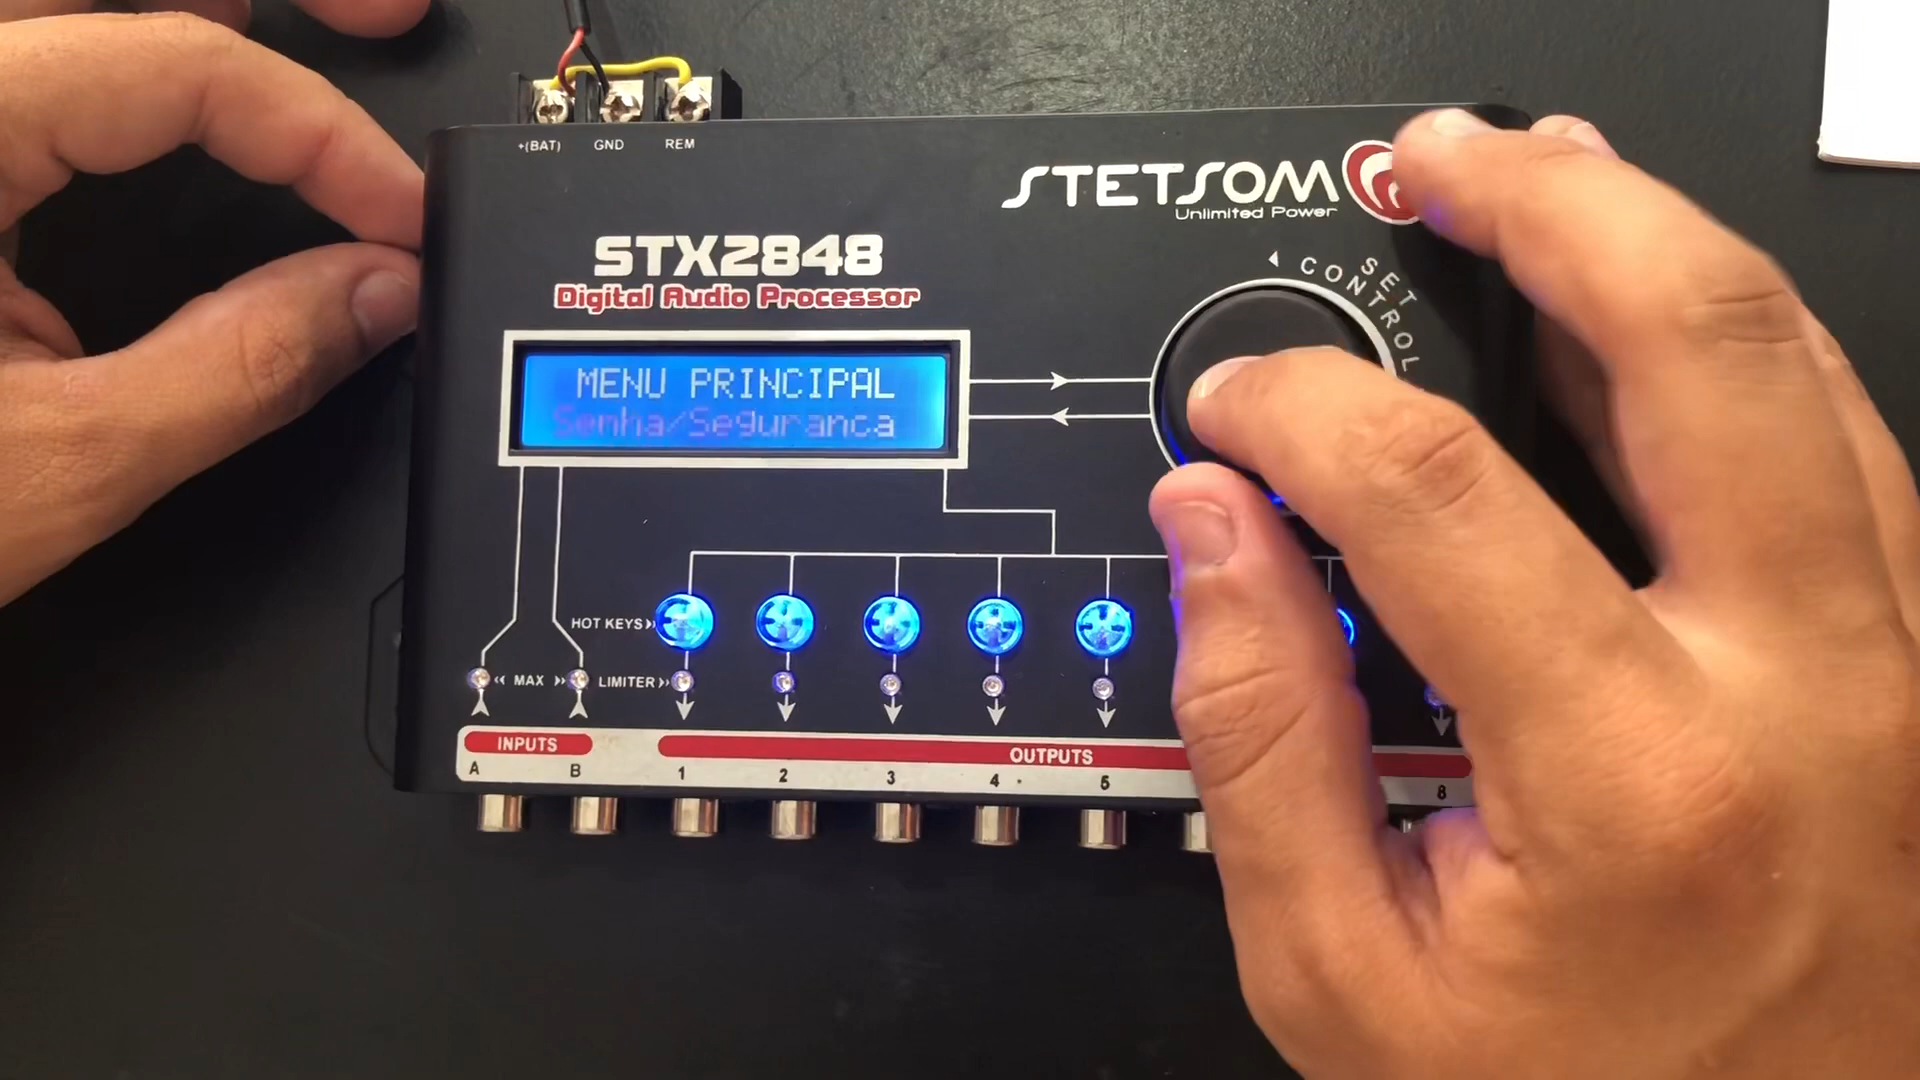 +(BAT) GND REM
STETSOM
Unlimited Power
STX2848
Digital Audio Processor
SET
CONTROL
MENU PRINCIPAL
Senha/Seguranca
HOT KEYS
MAX LIMITER
INPUTS
OUTPUTS
A B 1 2 3 4 5 8